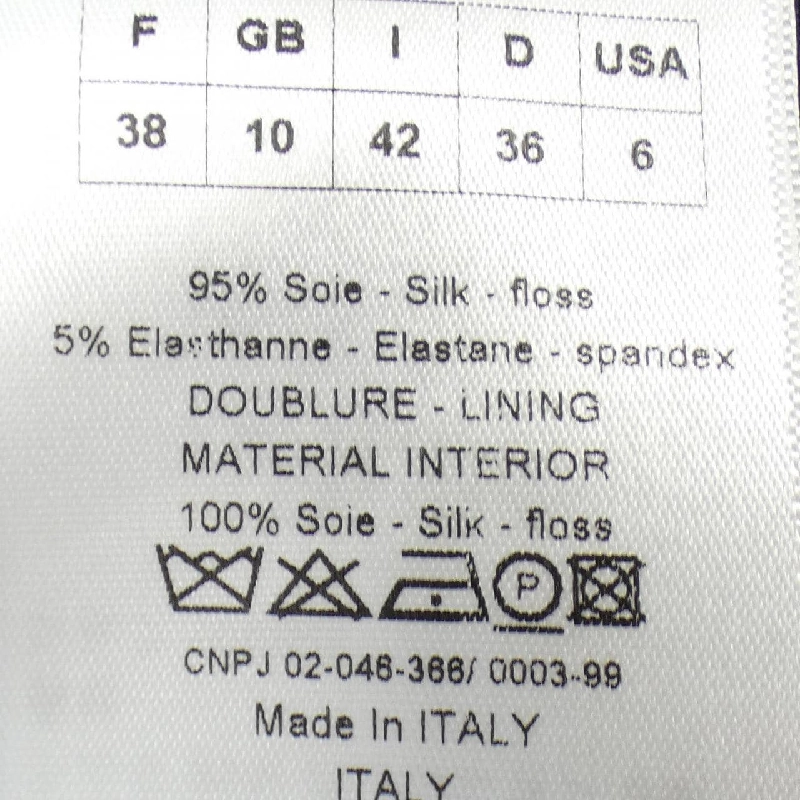 F GB I D USA
38 10 42 36 6
95% Soie - Silk - floss
5% Elasthanne - Elastane - spandex
DOUBLURE - LINING
MATERIAL INTERIOR
100% Soie - Silk - floss
P
CNPJ 02-046-366/ 0003-99
Made In ITALY
ITALY